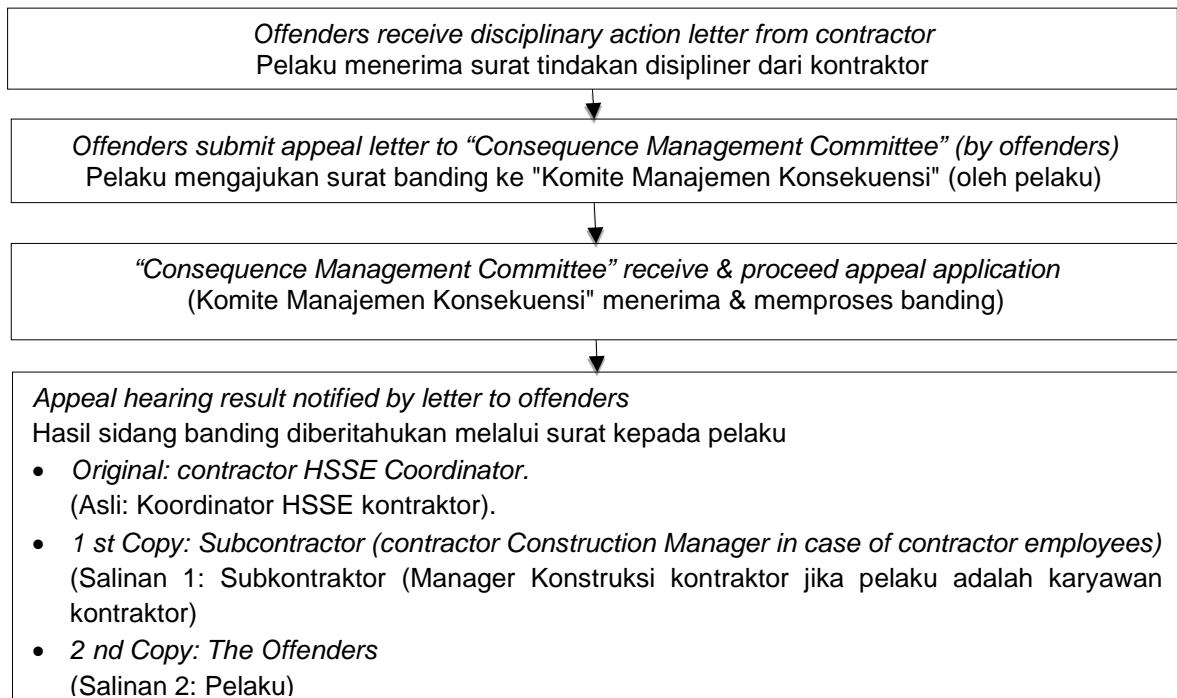 Offenders receive disciplinary action letter from contractor
Pelaku menerima surat tindakan disipliner dari kontraktor
Offenders submit appeal letter to “Consequence Management Committee” (by offenders)
Pelaku mengajukan surat banding ke "Komite Manajemen Konsekuensi" (oleh pelaku)
“Consequence Management Committee” receive & proceed appeal application
(Komite Manajemen Konsekuensi" menerima & memproses banding)
Appeal hearing result notified by letter to offenders
Hasil sidang banding diberitahukan melalui surat kepada pelaku
• Original: contractor HSSE Coordinator.
(Asli: Koordinator HSSE kontraktor).
• 1 st Copy: Subcontractor (contractor Construction Manager in case of contractor employees)
(Salinan 1: Subkontraktor (Manager Konstruksi kontraktor jika pelaku adalah karyawan
kontraktor)
• 2 nd Copy: The Offenders
(Salinan 2: Pelaku)